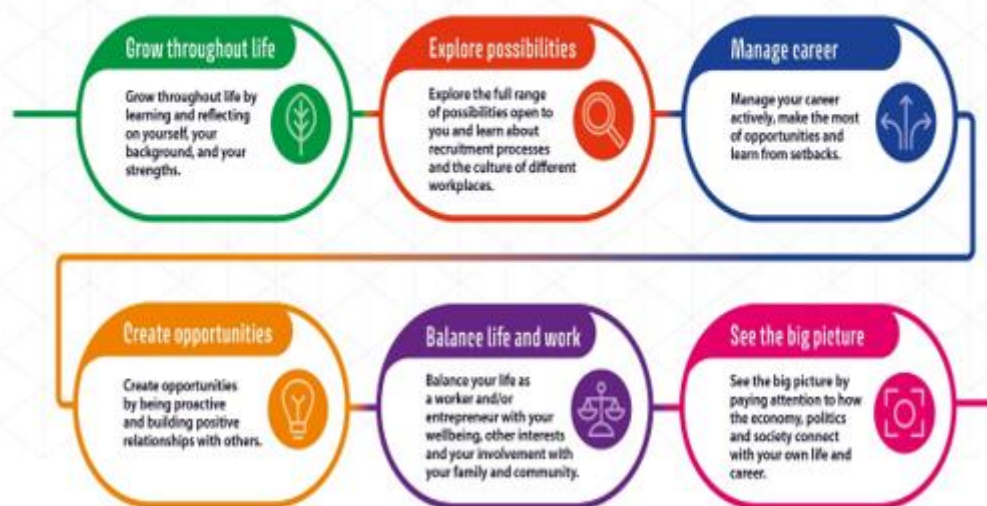 Grow throughout life
Grow throughout life by
learning and reflecting
on yourself, your
background, and your
strengths.
Explore possibilities
Explore the full range
of possibilities open to
you and learn about
recruitment processes
and the culture of different
workplaces.
Manage career
Manage your career
actively, make the most
of opportunities and
learn from setbacks.
Create opportunities
Create opportunities
by being proactive
and building positive
relationships with others.
Balance life and work
Balance your life as
a worker and/or
entrepreneur with your
wellbeing, other interests
and your involvement with
your family and community.
See the big picture
See the big picture by
paying attention to how
the economy, politics
and society connect
with your own life and
career.